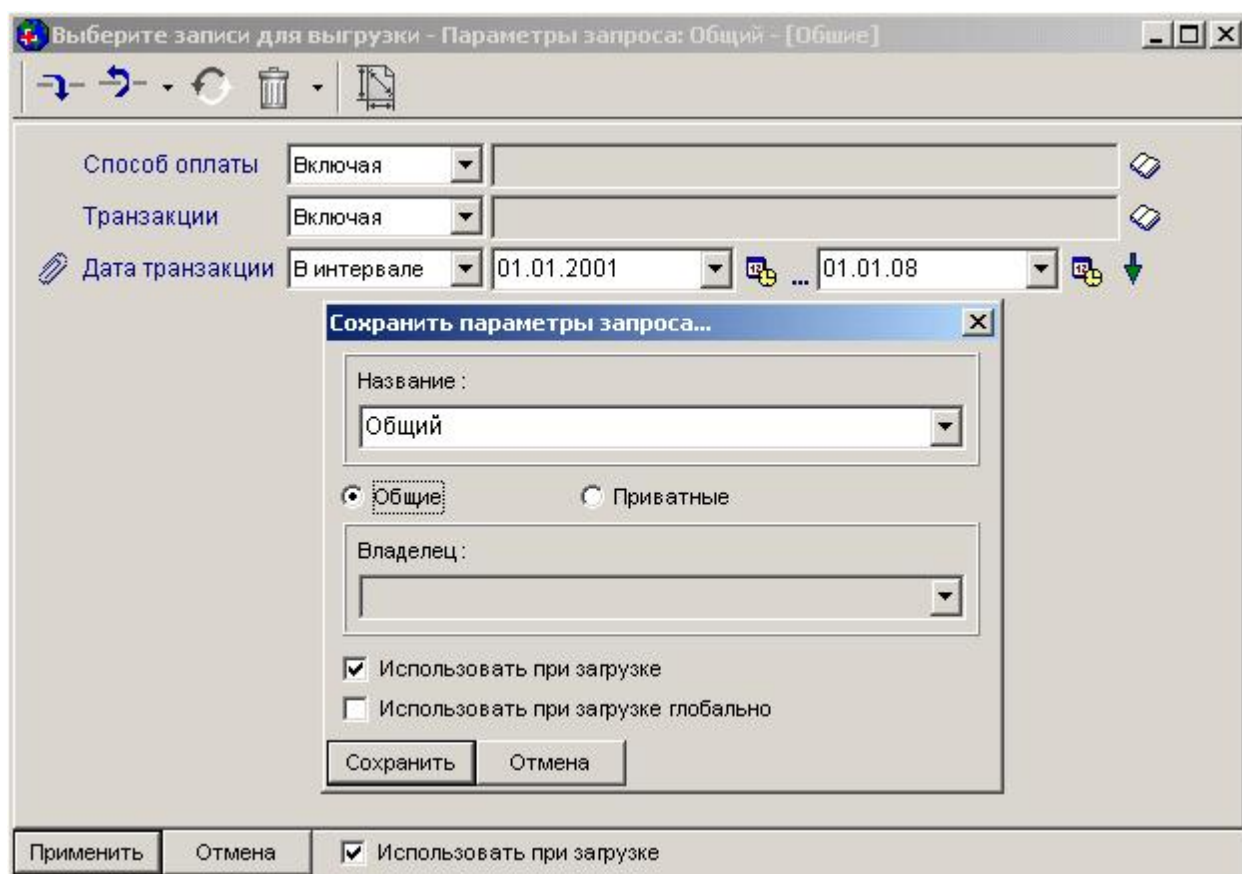 Выберите записи для выгрузки - Параметры запроса: Общий - [Общие]
Способ оплаты Включая
Транзакции Включая
Дата транзакции В интервале 01.01.2001 ... 01.01.08
Сохранить параметры запроса...
Название :
Общий
Общие Приватные
Владелец :
Использовать при загрузке
Использовать при загрузке глобально
Сохранить Отмена
Применить Отмена Использовать при загрузке